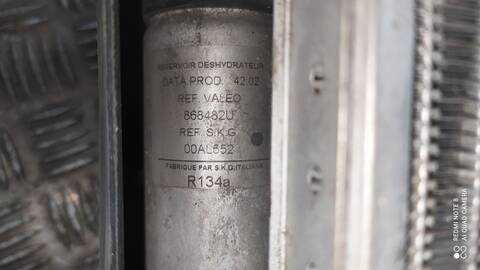 RESERVOIR DESHYDRATEUR
DATA PROD. 42.02
REF. VALEO
868482U
REF. S.K.G
00AL652
FABRIQUE PAR S.K.G.ITALIANA
R134a
REDMI NOTE 8
AI QUAD CAMERA